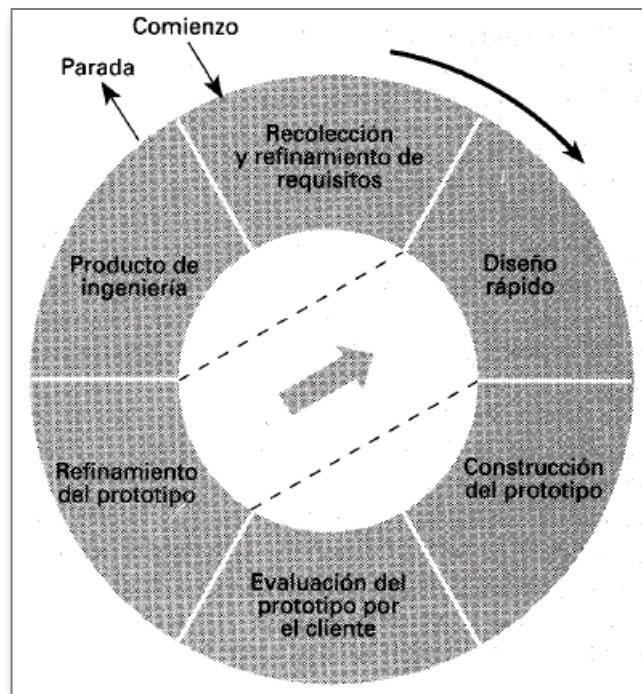 Comienzo
Parada
Recolección
y refinamiento de
requisitos
Diseño
rápido
Construcción
del prototipo
Evaluación del
prototipo por
el cliente
Refinamiento
del prototipo
Producto de
ingeniería